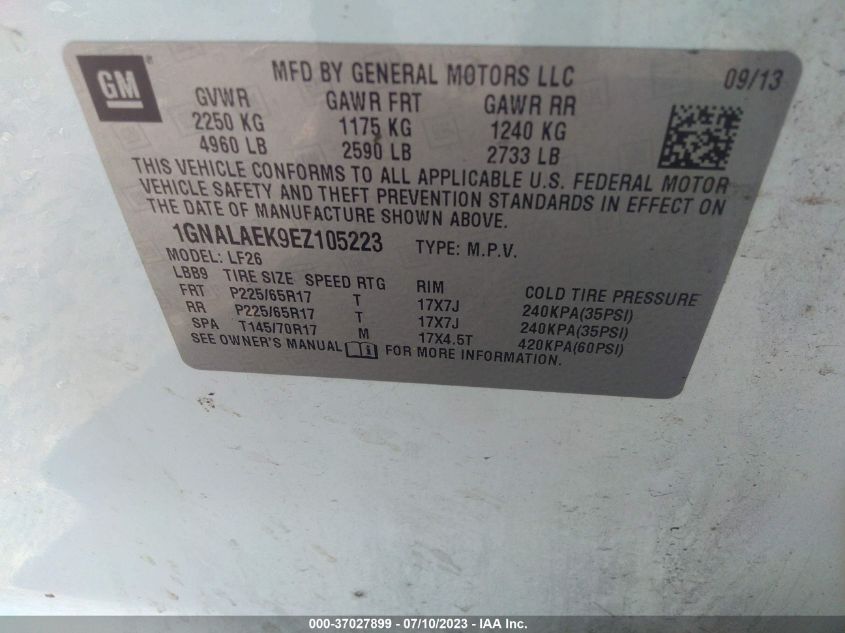 GM
MFD BY GENERAL MOTORS LLC 09/13
GVWR GAWR FRT GAWR RR
2250 KG 1175 KG 1240 KG
4960 LB 2590 LB 2733 LB
THIS VEHICLE CONFORMS TO ALL APPLICABLE U.S. FEDERAL MOTOR
VEHICLE SAFETY AND THEFT PREVENTION STANDARDS IN EFFECT ON
THE DATE OF MANUFACTURE SHOWN ABOVE.
1GNALAEK9EZ105223 TYPE: M.P.V.
MODEL: LF26
LBB9 TIRE SIZE SPEED RTG RIM COLD TIRE PRESSURE
FRT P225/65R17 T 17X7J 240KPA(35PSI)
RR P225/65R17 T 17X7J 240KPA(35PSI)
SPA T145/70R17 M 17X4.5T 420KPA(60PSI)
SEE OWNER'S MANUAL FOR MORE INFORMATION.
000-37027899 - 07/10/2023 - IAA Inc.